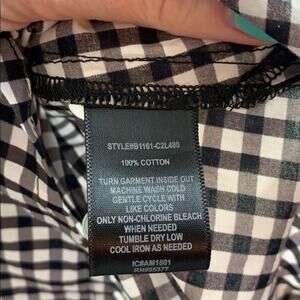 STYLE#B1161-C2L480
100% COTTON
TURN GARMENT INSIDE OUT
MACHINE WASH COLD
GENTLE CYCLE WITH
LIKE COLORS
ONLY NON-CHLORINE BLEACH
WHEN NEEDED
TUMBLE DRY LOW
COOL IRON AS NEEDED
IC#AM1801
RN#85377